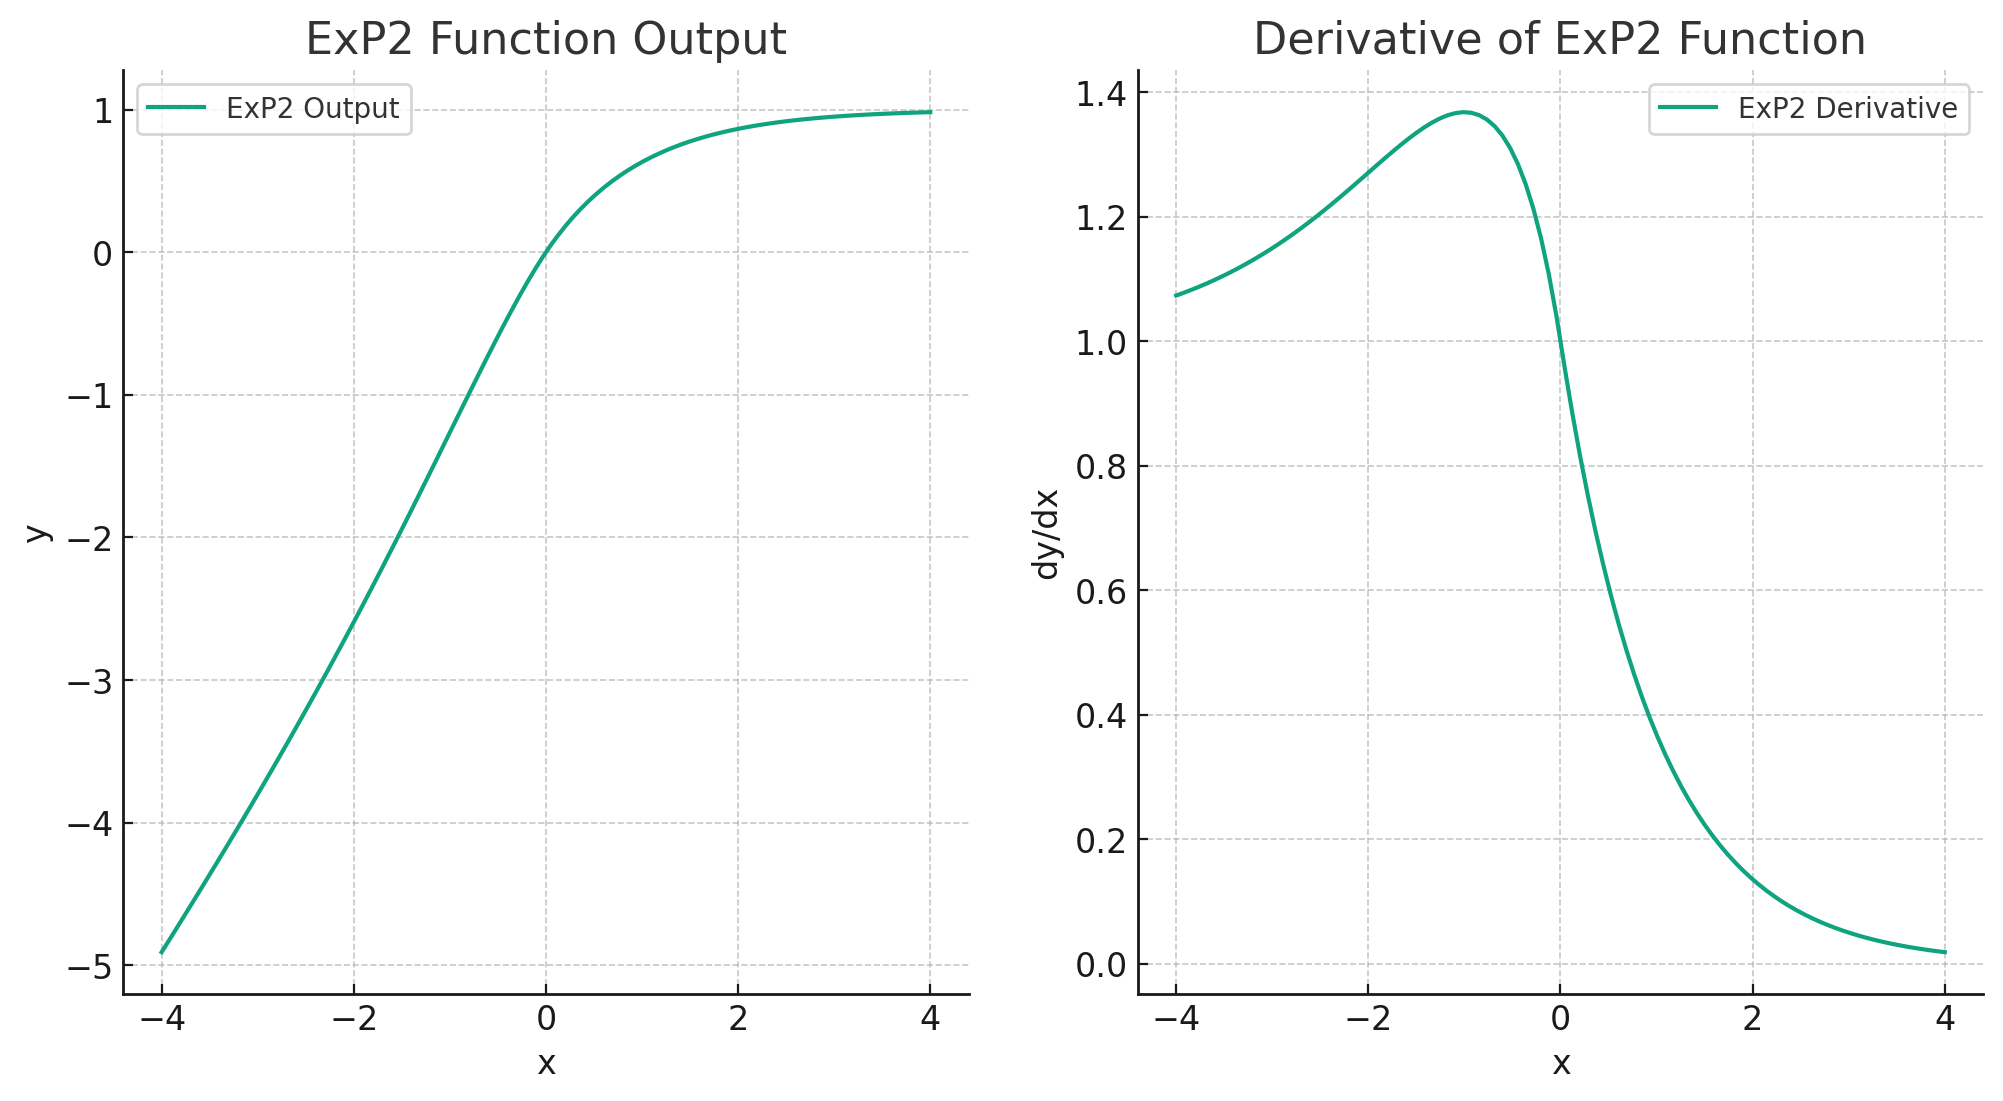 ExP2 Function Output
ExP2 Output
1
0
−1
−2
−3
−4
−5
y
−4 −2 0 2 4
x
Derivative of ExP2 Function
ExP2 Derivative
1.4
1.2
1.0
0.8
0.6
0.4
0.2
0.0
dy/dx
−4 −2 0 2 4
x